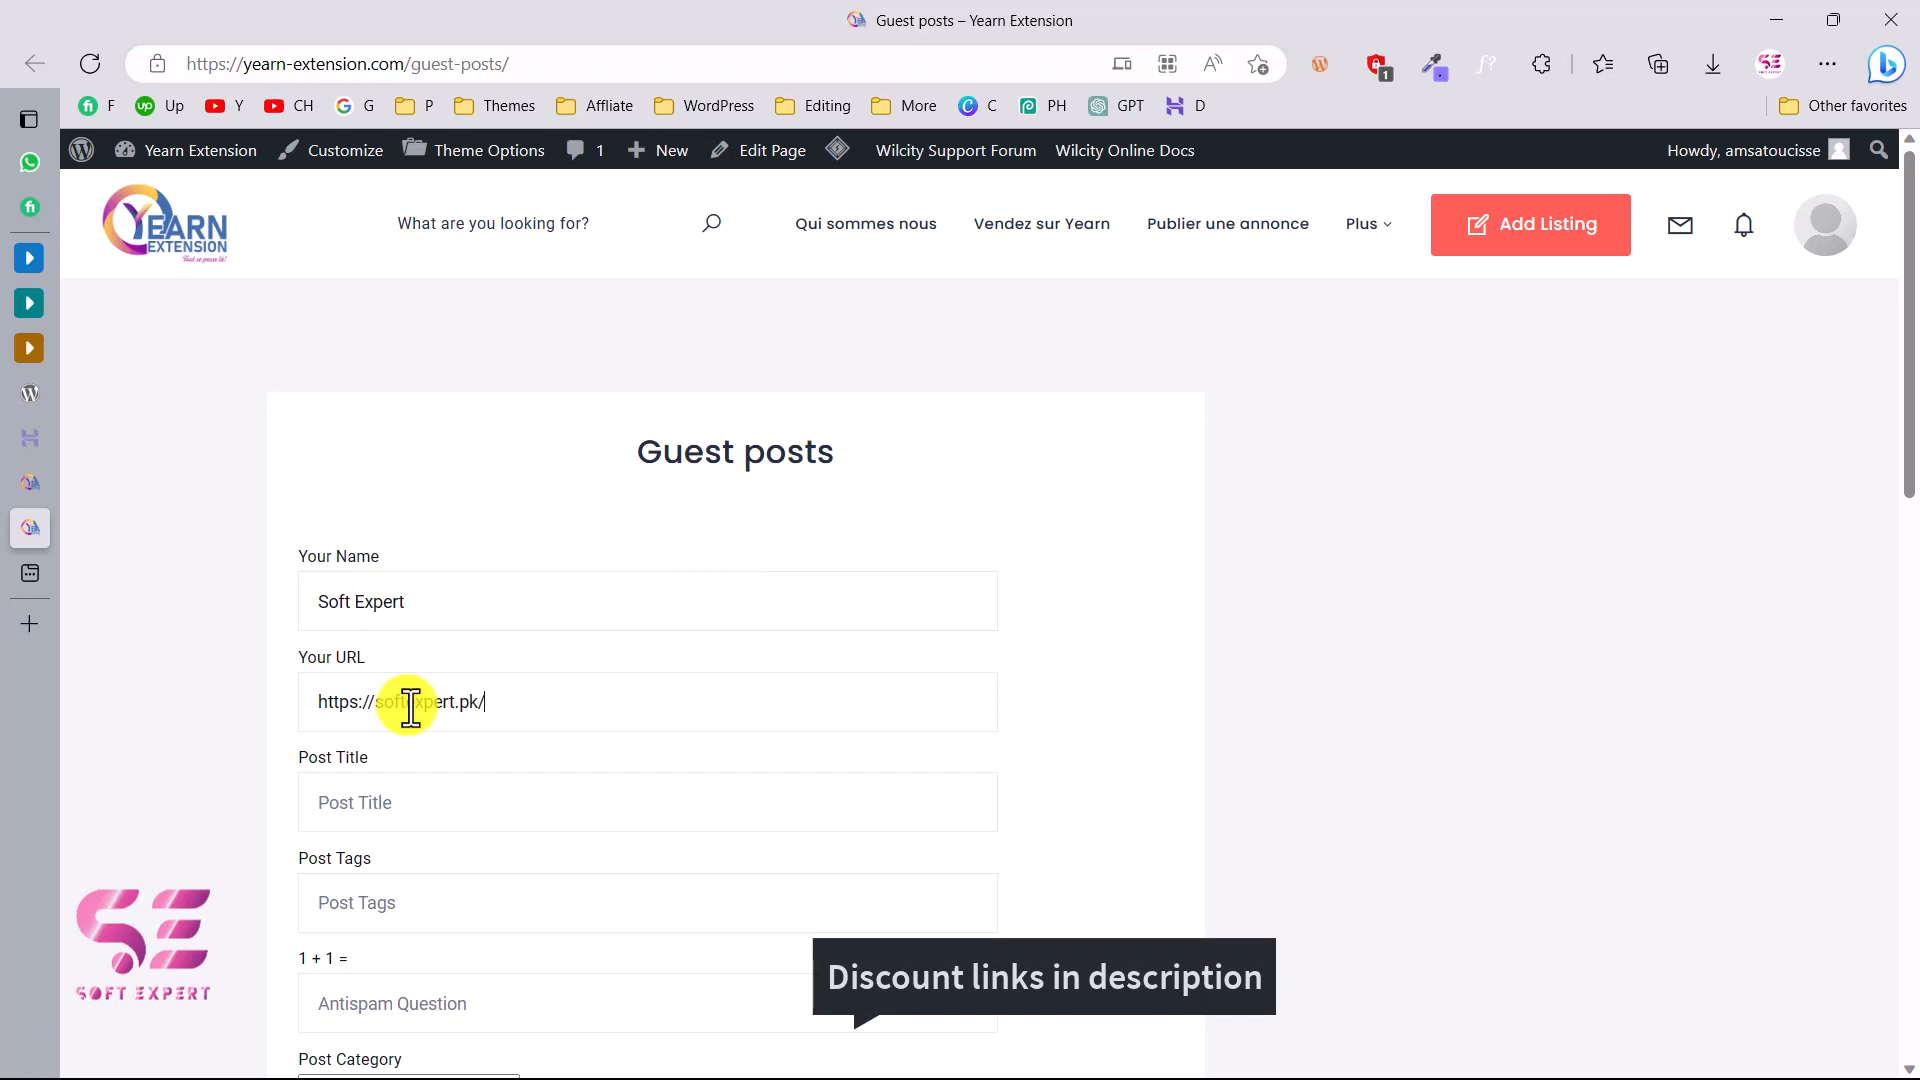 Guest posts – Yearn Extension
https://yearn-extension.com/guest-posts/
1
F Up Y CH G P Themes Affliate WordPress Editing More C PH GPT D Other favorites
Yearn Extension Customize Theme Options 1 New Edit Page Wilcity Support Forum Wilcity Online Docs Howdy, amsatoucisse
YEARN
EXTENSION
Tout se passe là!
What are you looking for? Qui sommes nous Vendez sur Yearn Publier une annonce Plus Add Listing
Guest posts
Your Name
Soft Expert
Your URL
https://softexpert.pk/
Post Title
Post Title
Post Tags
Post Tags
1 + 1 =
Antispam Question
Post Category
SE
SOFT EXPERT
Discount links in description